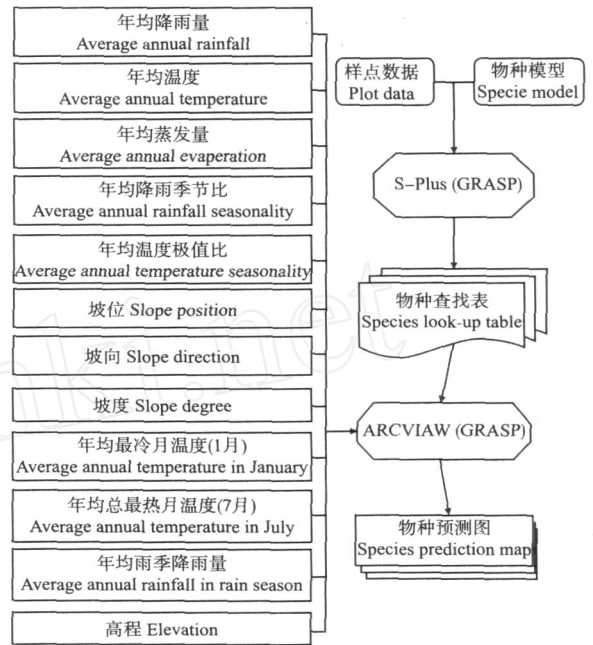 年均降雨量
Average annual rainfall
年均温度
Average annual temperature
年均蒸发量
Average annual evaperation
年均降雨季节比
Average annual rainfall seasonality
年均温度极值比
Average annual temperature seasonality
坡位 Slope position
坡向 Slope direction
坡度 Slope degree
年均最冷月温度(1月)
Average annual temperature in January
年均总最热月温度(7月)
Average annual temperature in July
年均雨季降雨量
Average annual rainfall in rain season
高程 Elevation
样点数据
Plot data
物种模型
Specie model
S-Plus (GRASP)
物种查找表
Species look-up table
ARCVIAW (GRASP)
物种预测图
Species prediction map